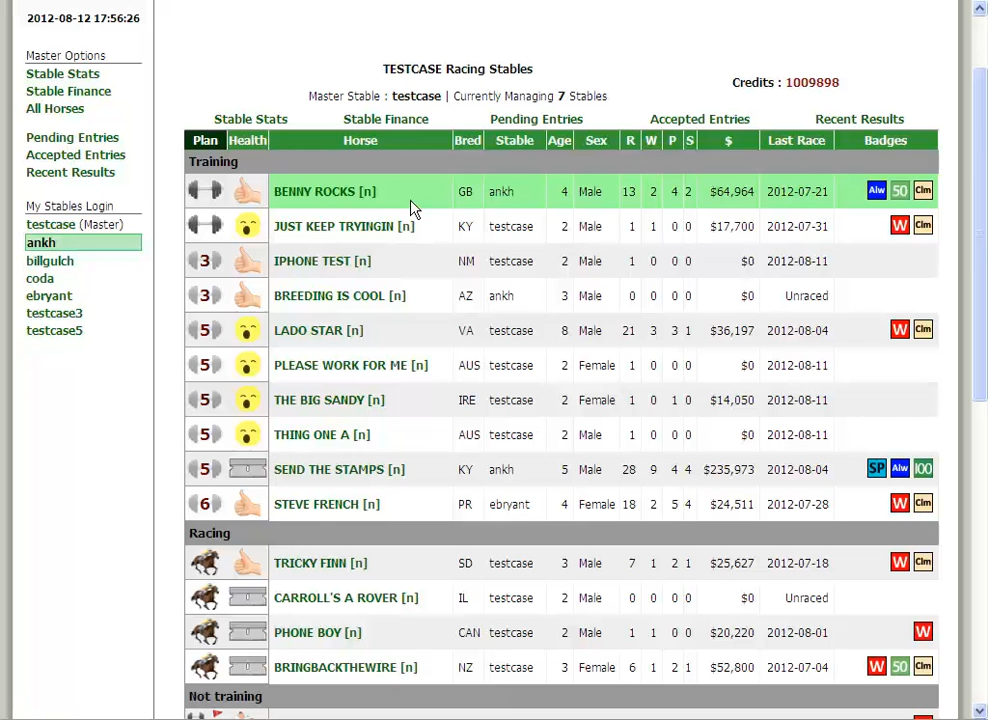 2012-08-12 17:56:26
Master Options
Stable Stats
Stable Finance
All Horses
Pending Entries
Accepted Entries
Recent Results
My Stables Login
testcase (Master)
ankh
billgulch
coda
ebryant
testcase3
testcase5
TESTCASE Racing Stables
Master Stable : testcase | Currently Managing 7 Stables
Credits : 1009898
Stable Stats Stable Finance Pending Entries Accepted Entries Recent Results
Plan Health Horse Bred Stable Age Sex R W P S $ Last Race Badges
Training
BENNY ROCKS [n] GB ankh 4 Male 13 2 4 2 $64,964 2012-07-21 Alw 50 Clm
JUST KEEP TRYINGIN [n] KY testcase 2 Male 1 1 0 0 $17,700 2012-07-31 W Clm
3 IPHONE TEST [n] NM testcase 2 Male 1 0 0 0 $0 2012-08-11
3 BREEDING IS COOL [n] AZ ankh 3 Male 0 0 0 0 $0 Unraced
5 LADO STAR [n] VA testcase 8 Male 21 3 3 1 $36,197 2012-08-04 W Clm
5 PLEASE WORK FOR ME [n] AUS testcase 2 Female 1 0 0 0 $0 2012-08-11
5 THE BIG SANDY [n] IRE testcase 2 Female 1 0 1 0 $14,050 2012-08-11
5 THING ONE A [n] AUS testcase 2 Male 1 0 0 0 $0 2012-08-11
5 SEND THE STAMPS [n] KY ankh 5 Male 28 9 4 4 $235,973 2012-08-04 SP Alw 100
6 STEVE FRENCH [n] PR ebryant 4 Female 18 2 5 4 $24,511 2012-07-28 W Clm
Racing
TRICKY FINN [n] SD testcase 3 Male 7 1 2 1 $25,627 2012-07-18 W Clm
CARROLL'S A ROVER [n] IL testcase 2 Male 0 0 0 0 $0 Unraced
PHONE BOY [n] CAN testcase 2 Male 1 1 0 0 $20,220 2012-08-01 W
BRINGBACKTHEWIRE [n] NZ testcase 3 Female 6 1 2 1 $52,800 2012-07-04 W 50 Clm
Not training